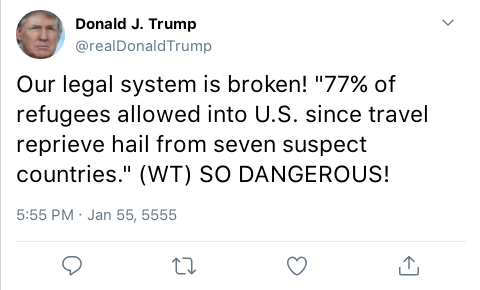 Donald J. Trump
@realDonaldTrump
Our legal system is broken! "77% of
refugees allowed into U.S. since travel
reprieve hail from seven suspect
countries." (WT) SO DANGEROUS!
5:55 PM · Jan 55, 5555